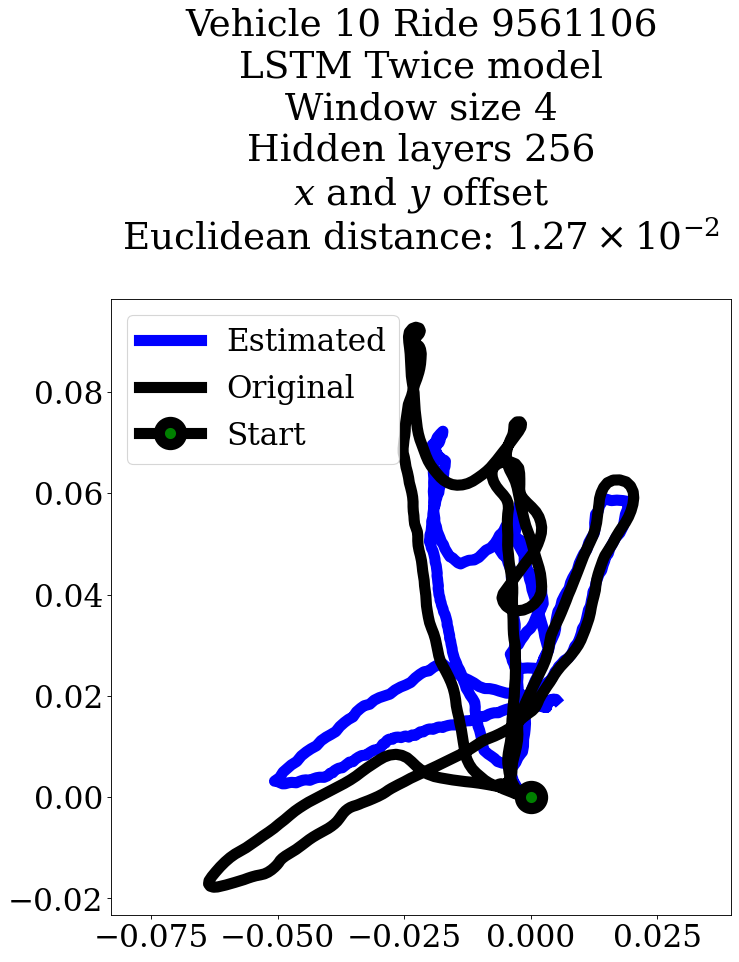 Vehicle 10 Ride 9561106
LSTM Twice model
Window size 4
Hidden layers 256
x and y offset
Euclidean distance: 1.27 × 10⁻²
Estimated
Original
Start
0.08
0.06
0.04
0.02
0.00
−0.02
−0.075 −0.050 −0.025 0.000 0.025